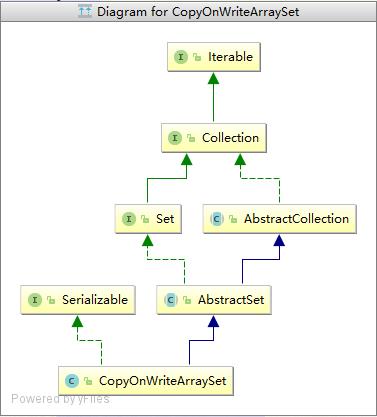 Diagram for CopyOnWriteArraySet
I Iterable
I Collection
I Set
C AbstractCollection
I Serializable
C AbstractSet
C CopyOnWriteArraySet
Powered by yFiles